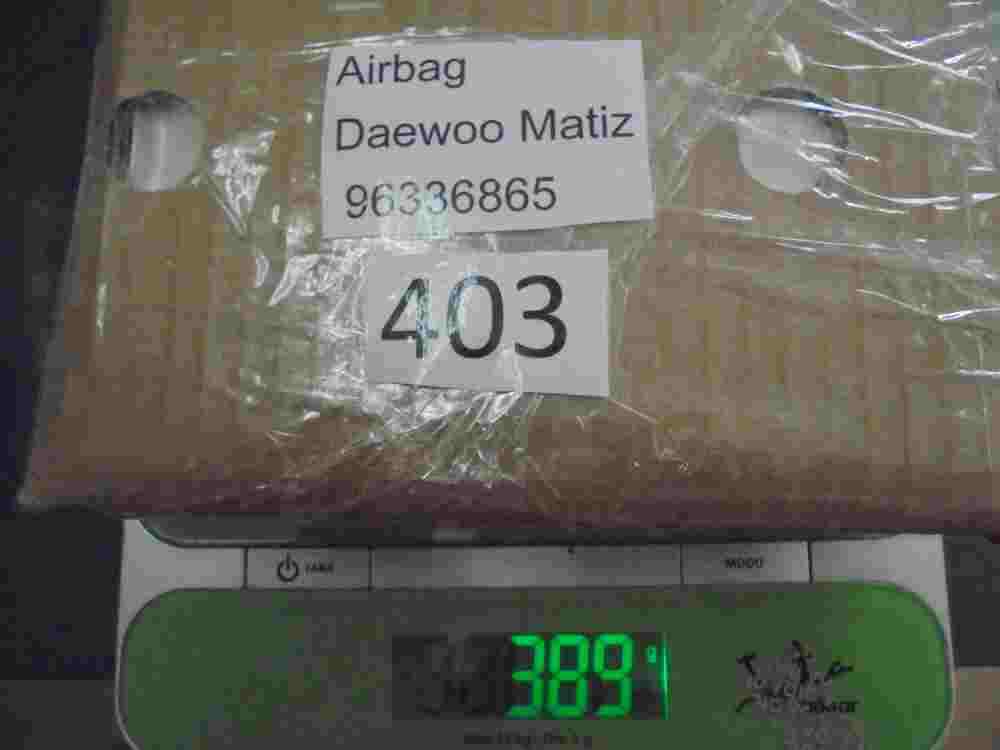 Airbag
Daewoo Matiz
96336865
403
TARA
MODO
389 g